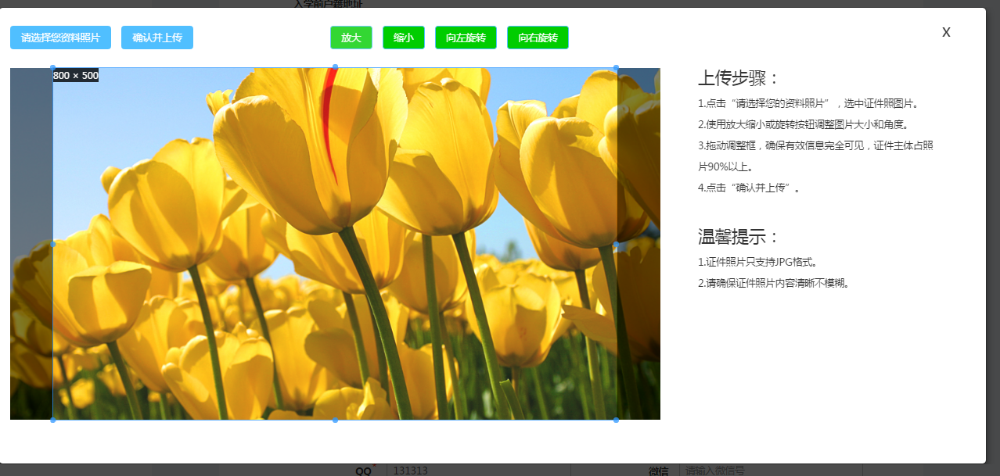 入学前户籍地址
请选择您资料照片 确认并上传 放大 缩小 向左旋转 向右旋转 X
800 × 500
上传步骤：
1.点击“请选择您的资料照片”，选中证件照图片。
2.使用放大缩小或旋转按钮调整图片大小和角度。
3.拖动调整框，确保有效信息完全可见，证件主体占照
片90%以上。
4.点击“确认并上传”。
温馨提示：
1.证件照片只支持JPG格式。
2.请确保证件照片内容清晰不模糊。
QQ * 131313 微信 请输入微信号